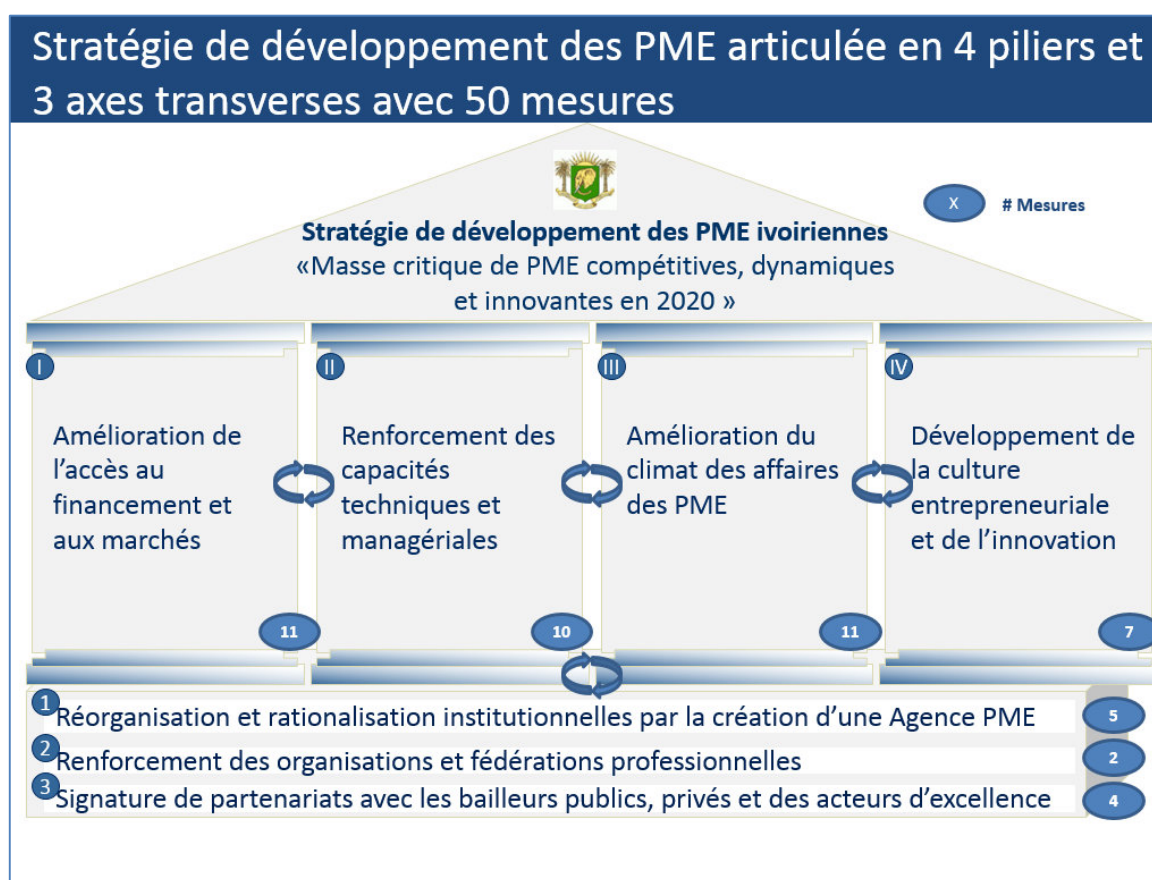 Stratégie de développement des PME articulée en 4 piliers et
3 axes transverses avec 50 mesures
X # Mesures
Stratégie de développement des PME ivoiriennes
«Masse critique de PME compétitives, dynamiques
et innovantes en 2020 »
I
Amélioration de
l’accès au
financement et
aux marchés
11
II
Renforcement des
capacités
techniques et
managériales
10
III
Amélioration du
climat des affaires
des PME
11
IV
Développement de
la culture
entrepreneuriale
et de l’innovation
7
1 Réorganisation et rationalisation institutionnelles par la création d’une Agence PME 5
2 Renforcement des organisations et fédérations professionnelles 2
3 Signature de partenariats avec les bailleurs publics, privés et des acteurs d’excellence 4